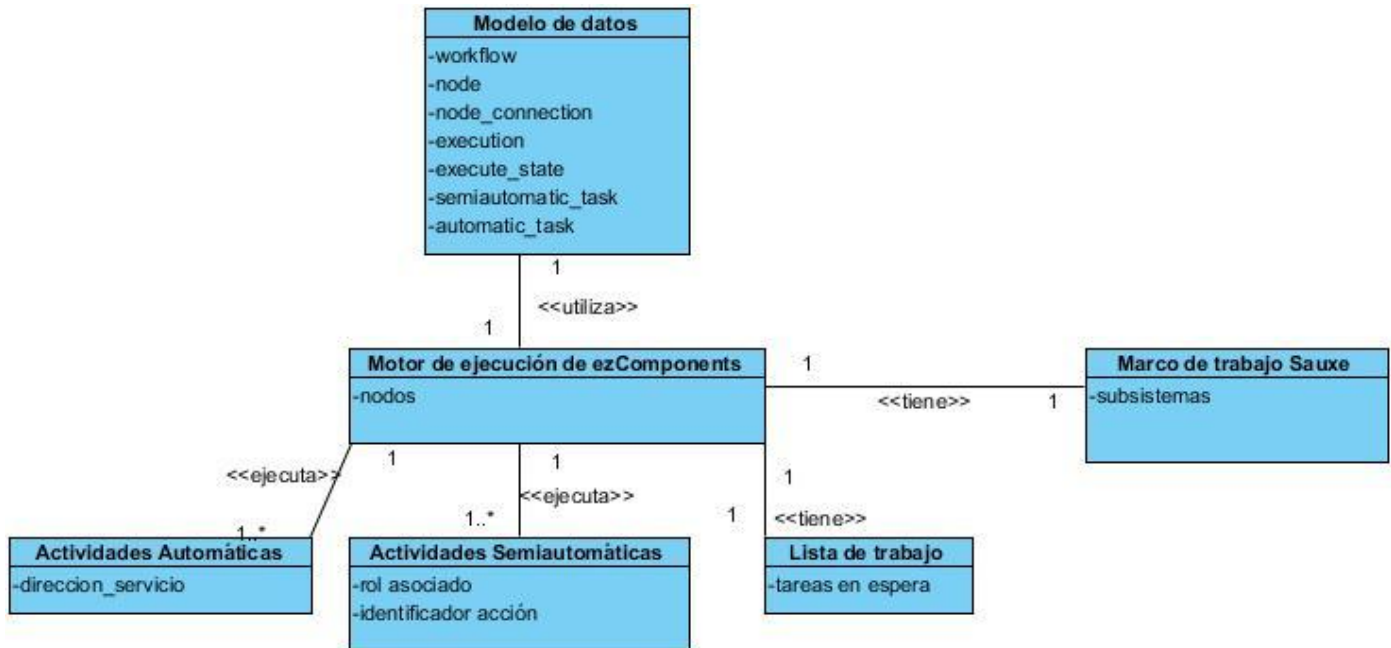 Modelo de datos
-workflow
-node
-node_connection
-execution
-execute_state
-semiautomatic_task
-automatic_task
1
<<utiliza>>
1
Motor de ejecución de ezComponents
-nodos
1
<<tiene>>
1
Marco de trabajo Sauxe
-subsistemas
1
<<ejecuta>>
1..*
1
<<ejecuta>>
1..*
1
1
<<tiene>>
Actividades Automáticas
-direccion_servicio
Actividades Semiautomáticas
-rol asociado
-identificador acción
Lista de trabajo
-tareas en espera